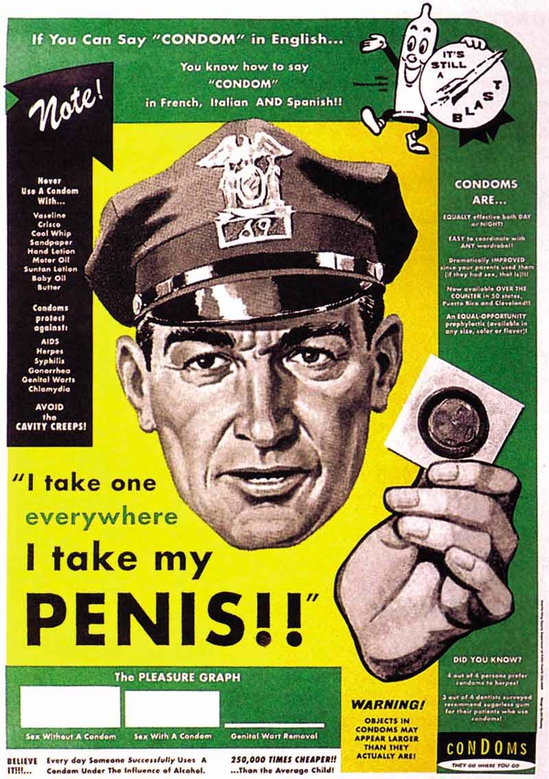 If You Can Say "CONDOM" in English...
You know how to say
"CONDOM"
in French, Italian AND Spanish!!
IT'S
STILL
A
BLAST
Note!
Never
Use A Condom
With...
Vaseline
Crisco
Cool Whip
Sandpaper
Hand Lotion
Motor Oil
Suntan Lotion
Baby Oil
Butter
Condoms
protect
against:
AIDS
Herpes
Syphilis
Gonorrhea
Genital Warts
Chlamydia
AVOID
the
CAVITY CREEPS!
69
CONDOMS
ARE...
EQUALLY effective both DAY
or NIGHT!
EASY to coordinate with
ANY wardrobe!!
Dramatically IMPROVED
since your parents used them
(if they had sex, that is)!!!
Now available OVER THE
COUNTER in 50 states,
Puerto Rico and Cleveland!!
An EQUAL-OPPORTUNITY
prophylactic (available in
any size, color or flavor)!
"I take one
everywhere
I take my
PENIS!!"
The PLEASURE GRAPH
Sex Without A Condom
Sex With A Condom
Genital Wart Removal
WARNING!
OBJECTS IN
CONDOMS MAY
APPEAR LARGER
THAN THEY
ACTUALLY ARE!
DID YOU KNOW?
4 out of 4 persons prefer
condoms to herpes!
3 out of 4 dentists surveyed
recommend sugarless gum
for their patients who use
condoms!
CONDOMS
THEY GO WHERE YOU GO
BELIEVE
IT!!!...
Every day Someone Successfully Uses A
Condom Under The Influence of Alcohol.
250,000 TIMES CHEAPER!!
...Than the Average Child!